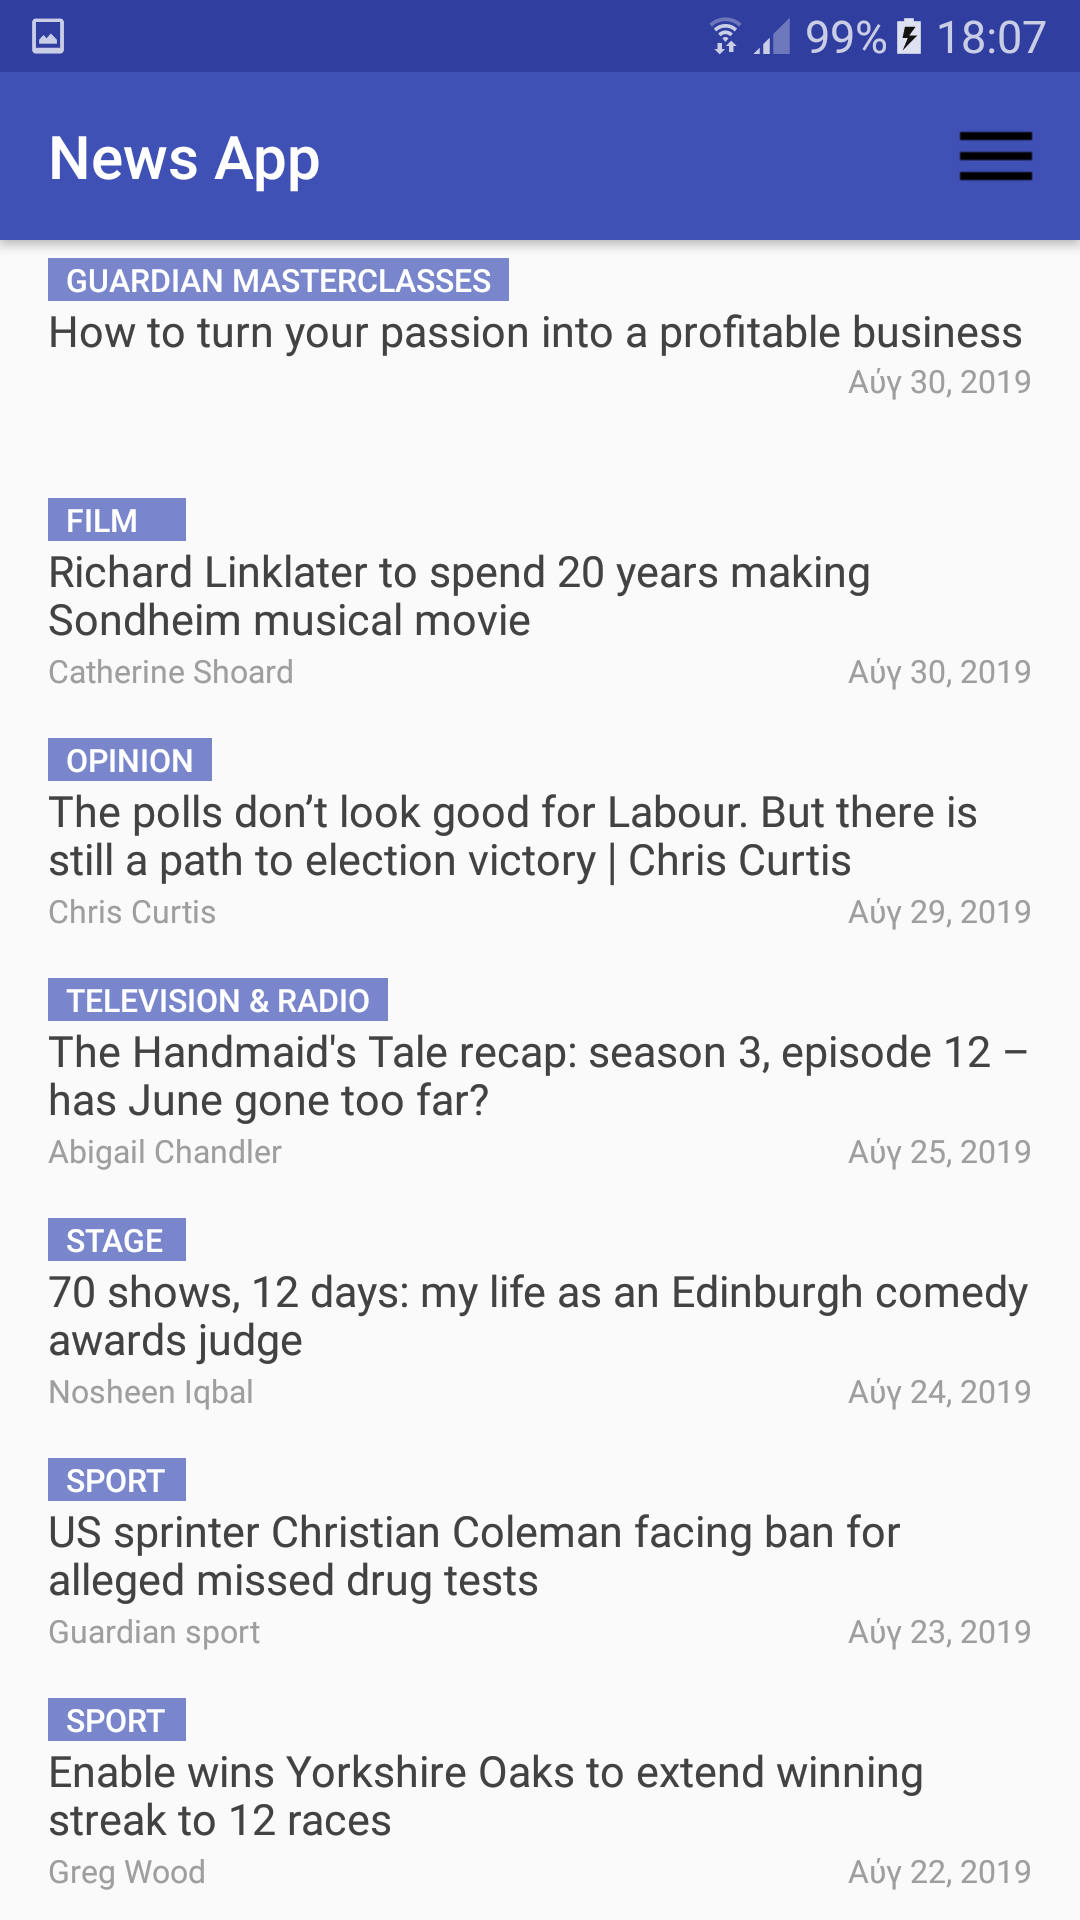 99% 18:07
News App
GUARDIAN MASTERCLASSES
How to turn your passion into a profitable business
Αύγ 30, 2019
FILM
Richard Linklater to spend 20 years making
Sondheim musical movie
Catherine Shoard Αύγ 30, 2019
OPINION
The polls don’t look good for Labour. But there is
still a path to election victory | Chris Curtis
Chris Curtis Αύγ 29, 2019
TELEVISION & RADIO
The Handmaid's Tale recap: season 3, episode 12 –
has June gone too far?
Abigail Chandler Αύγ 25, 2019
STAGE
70 shows, 12 days: my life as an Edinburgh comedy
awards judge
Nosheen Iqbal Αύγ 24, 2019
SPORT
US sprinter Christian Coleman facing ban for
alleged missed drug tests
Guardian sport Αύγ 23, 2019
SPORT
Enable wins Yorkshire Oaks to extend winning
streak to 12 races
Greg Wood Αύγ 22, 2019